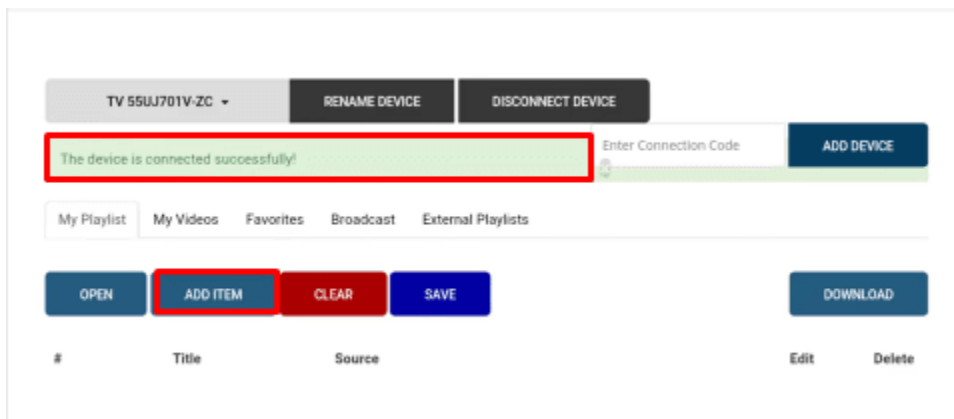 TV 55UJ701V-ZC RENAME DEVICE DISCONNECT DEVICE
The device is connected successfully! Enter Connection Code ADD DEVICE
My Playlist My Videos Favorites Broadcast External Playlists
OPEN ADD ITEM CLEAR SAVE DOWNLOAD
# Title Source Edit Delete